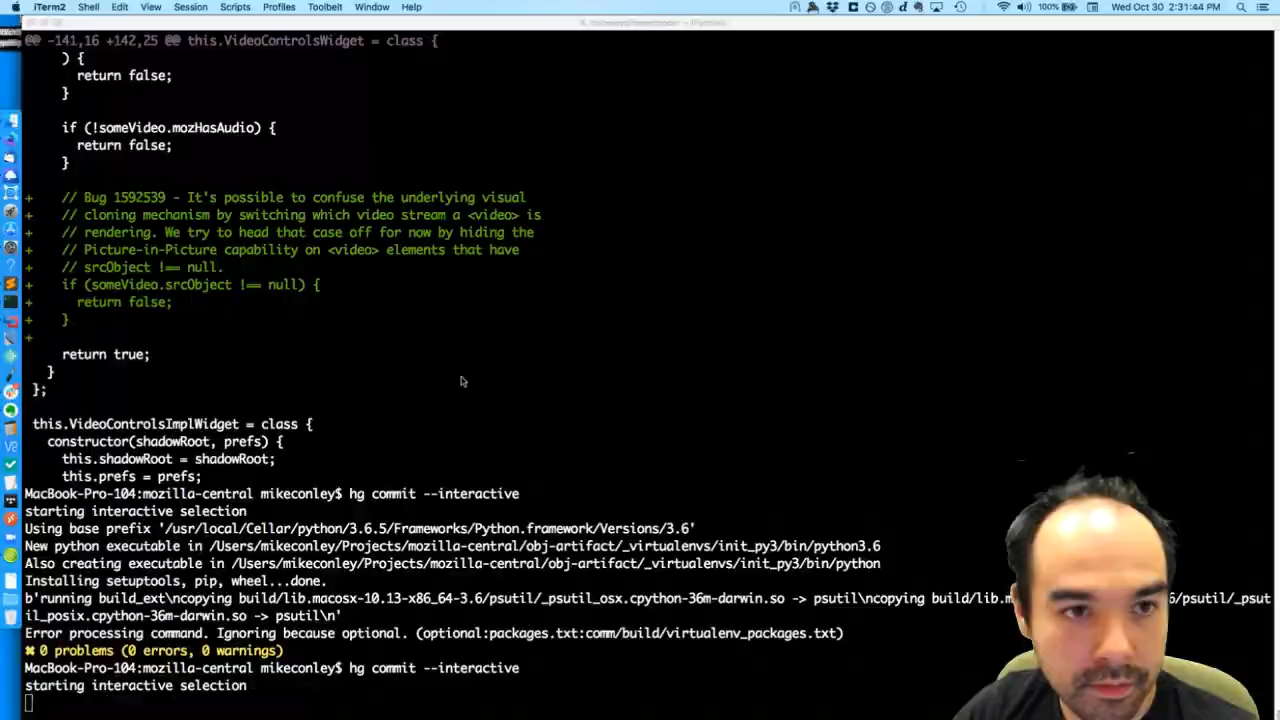 iTerm2 Shell Edit View Session Scripts Profiles Toolbelt Window Help 100% Wed Oct 30 2:31:44 PM
@@ -141,16 +142,25 @@ this.VideoControlsWidget = class {
) {
return false;
}
if (!someVideo.mozHasAudio) {
return false;
}
+ // Bug 1592539 - It's possible to confuse the underlying visual
+ // cloning mechanism by switching which video stream a <video> is
+ // rendering. We try to head that case off for now by hiding the
+ // Picture-in-Picture capability on <video> elements that have
+ // srcObject !== null.
+ if (someVideo.srcObject !== null) {
+ return false;
+ }
+
return true;
}
};
this.VideoControlsImplWidget = class {
constructor(shadowRoot, prefs) {
this.shadowRoot = shadowRoot;
this.prefs = prefs;
MacBook-Pro-104:mozilla-central mikeconley$ hg commit --interactive
starting interactive selection
Using base prefix '/usr/local/Cellar/python/3.6.5/Frameworks/Python.framework/Versions/3.6'
New python executable in /Users/mikeconley/Projects/mozilla-central/obj-artifact/_virtualenvs/init_py3/bin/python3.6
Also creating executable in /Users/mikeconley/Projects/mozilla-central/obj-artifact/_virtualenvs/init_py3/bin/python
Installing setuptools, pip, wheel...done.
b'running build_ext\ncopying build/lib.macosx-10.13-x86_64-3.6/psutil/_psutil_osx.cpython-36m-darwin.so -> psutil\ncopying build/lib.m 6/psutil/_psut
il_posix.cpython-36m-darwin.so -> psutil\n'
Error processing command. Ignoring because optional. (optional:packages.txt:comm/build/virtualenv_packages.txt)
✖ 0 problems (0 errors, 0 warnings)
MacBook-Pro-104:mozilla-central mikeconley$ hg commit --interactive
starting interactive selection